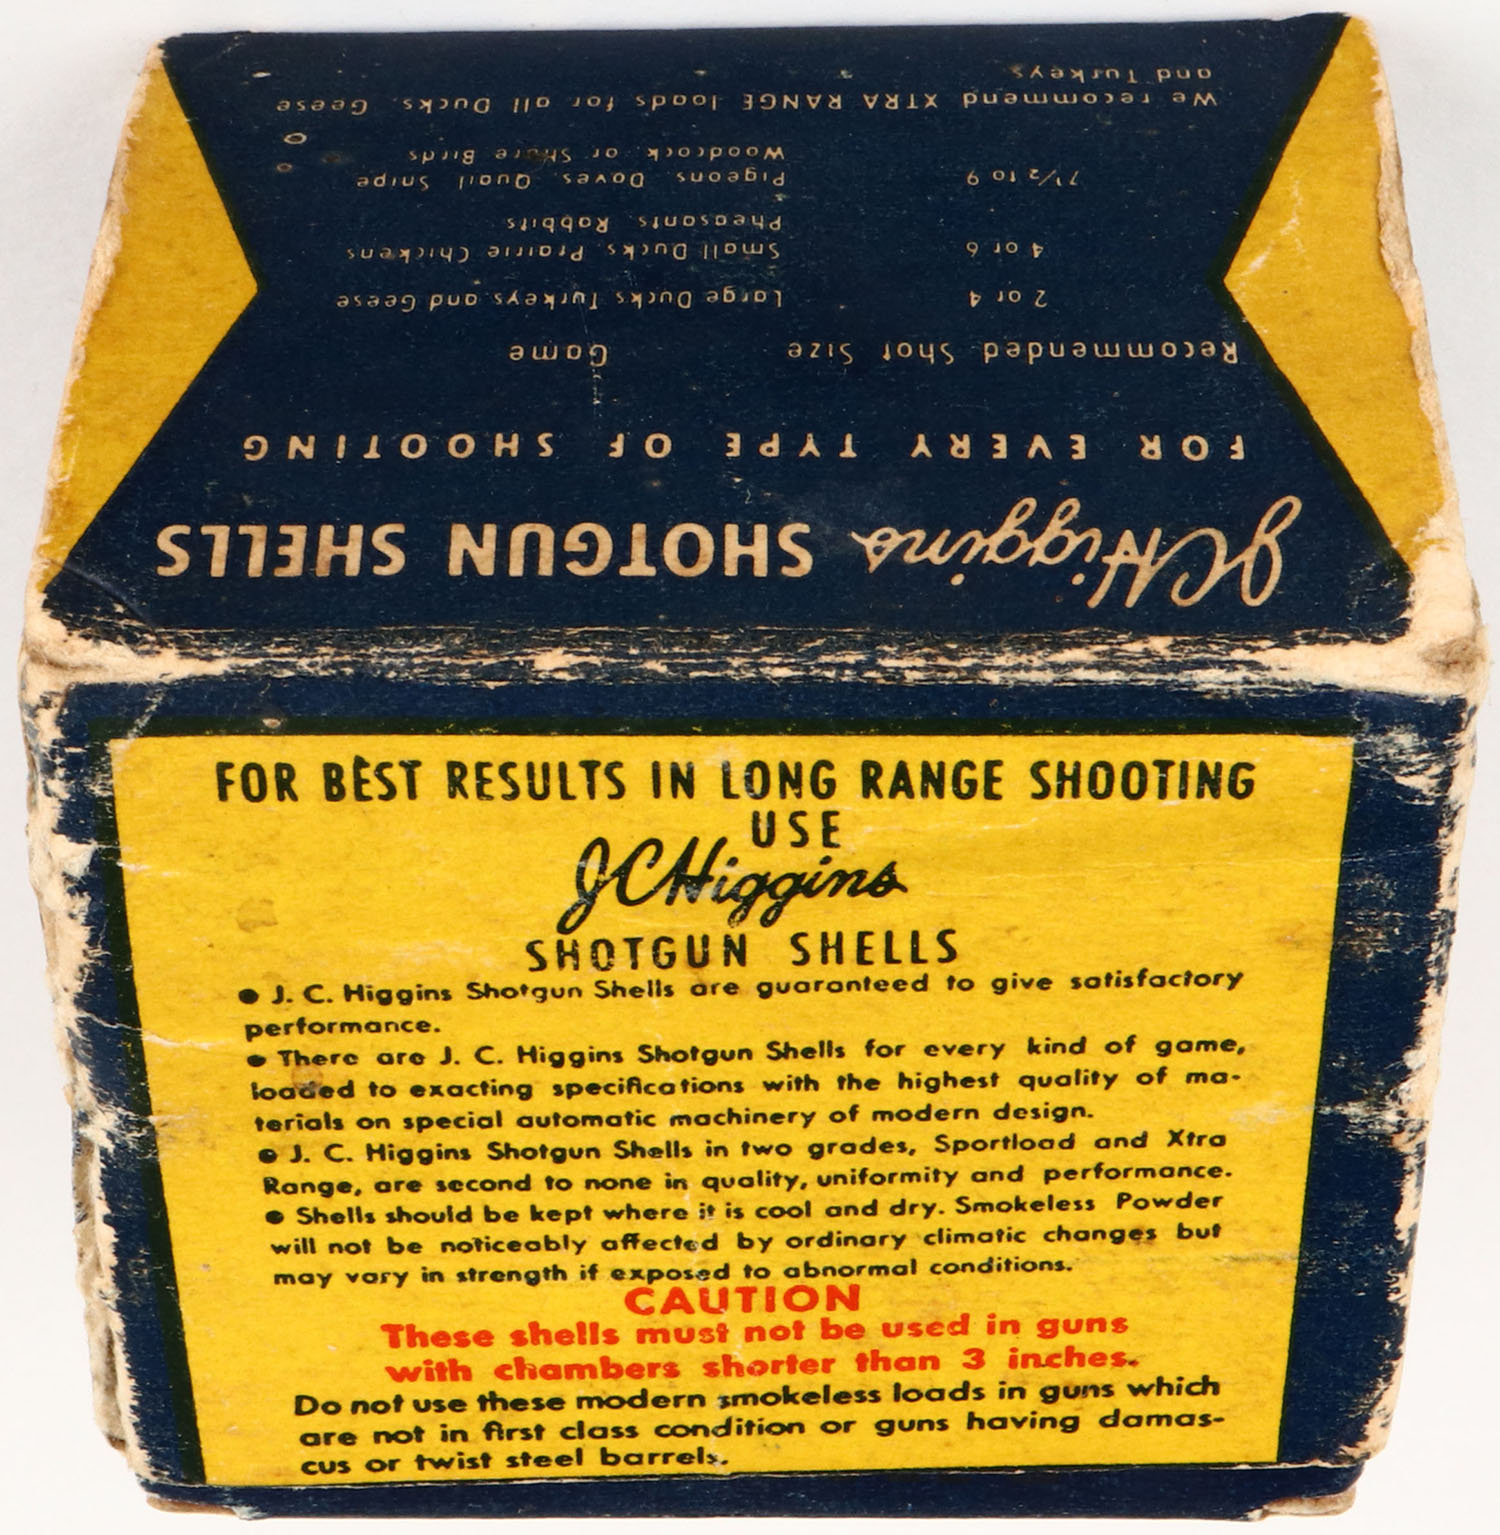 J.C. Higgins SHOTGUN SHELLS
FOR EVERY TYPE OF SHOOTING
Recommended Shot Size Game
2 or 4 Large Ducks Turkeys and Geese
4 or 6 Small Ducks, Prairie Chickens
Pheasants, Rabbits
7½ to 9 Pigeons, Doves, Quail, Snipe
Woodcock or Shore Birds
We recommend XTRA RANGE loads for all Ducks, Geese
and Turkeys
FOR BEST RESULTS IN LONG RANGE SHOOTING
USE
J.C. Higgins
SHOTGUN SHELLS
● J. C. Higgins Shotgun Shells are guaranteed to give satisfactory
performance.
● There are J. C. Higgins Shotgun Shells for every kind of game,
loaded to exacting specifications with the highest quality of ma-
terials on special automatic machinery of modern design.
● J. C. Higgins Shotgun Shells in two grades, Sportload and Xtra
Range, are second to none in quality, uniformity and performance.
● Shells should be kept where it is cool and dry. Smokeless Powder
will not be noticeably affected by ordinary climatic changes but
may vary in strength if exposed to abnormal conditions.
CAUTION
These shells must not be used in guns
with chambers shorter than 3 inches.
Do not use these modern smokeless loads in guns which
are not in first class condition or guns having damas-
cus or twist steel barrels.